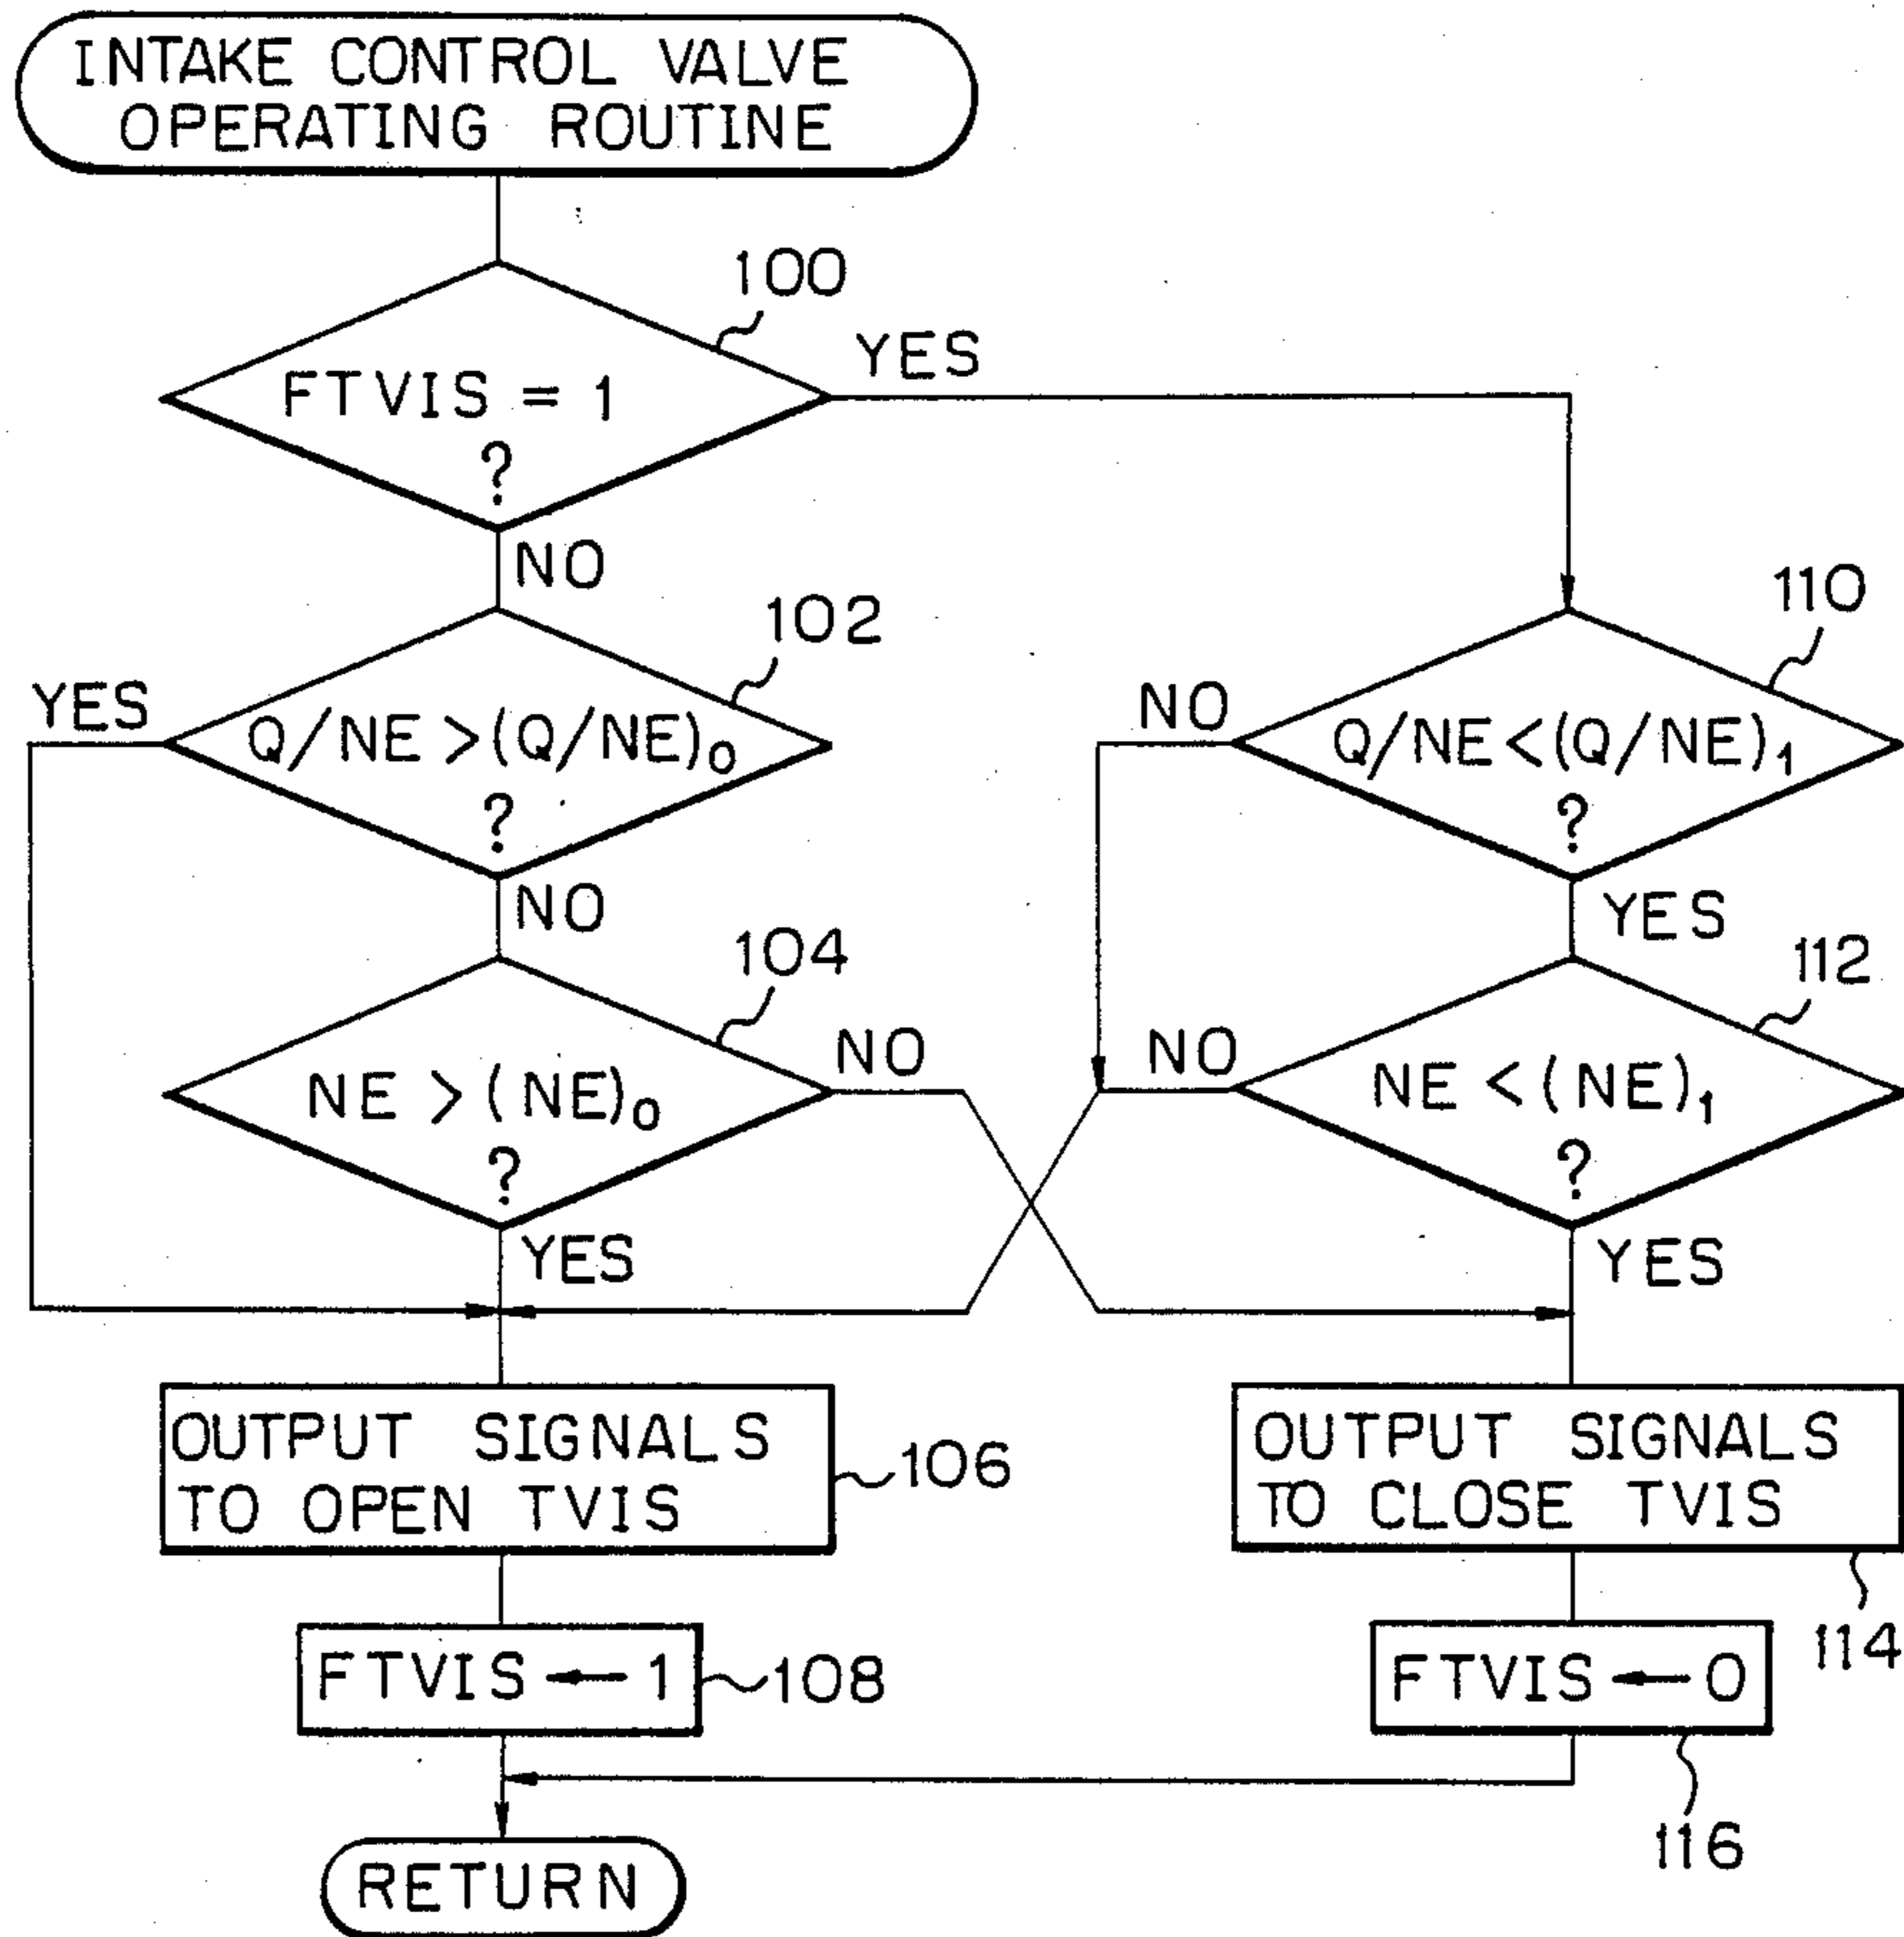 INTAKE CONTROL VALVE
OPERATING ROUTINE
100
FTVIS = 1
?
YES
NO
102
Q/NE > (Q/NE)₀
?
YES
NO
110
Q/NE < (Q/NE)₁
?
NO
YES
104
NE > (NE)₀
?
NO
YES
112
NE < (NE)₁
?
NO
YES
OUTPUT SIGNALS
TO OPEN TVIS
106
OUTPUT SIGNALS
TO CLOSE TVIS
114
FTVIS ← 1
108
FTVIS ← 0
116
RETURN